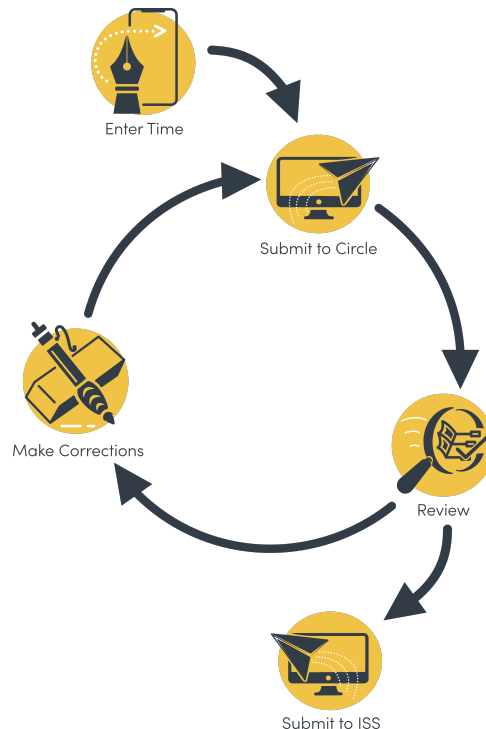 Enter Time
Submit to Circle
Make Corrections
Review
Submit to ISS